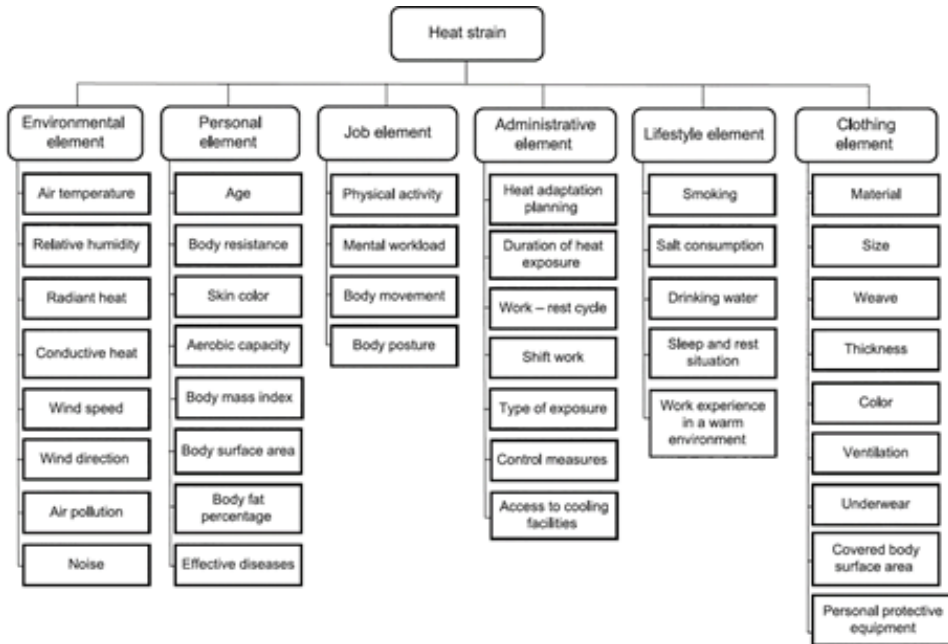 Heat strain
Environmental
element
Air temperature
Relative humidity
Radiant heat
Conductive heat
Wind speed
Wind direction
Air pollution
Noise
Personal
element
Age
Body resistance
Skin color
Aerobic capacity
Body mass index
Body surface area
Body fat
percentage
Effective diseases
Job element
Physical activity
Mental workload
Body movement
Body posture
Administrative
element
Heat adaptation
planning
Duration of heat
exposure
Work – rest cycle
Shift work
Type of exposure
Control measures
Access to cooling
facilities
Lifestyle element
Smoking
Salt consumption
Drinking water
Sleep and rest
situation
Work experience
in a warm
environment
Clothing
element
Material
Size
Weave
Thickness
Color
Ventilation
Underwear
Covered body
surface area
Personal protective
equipment